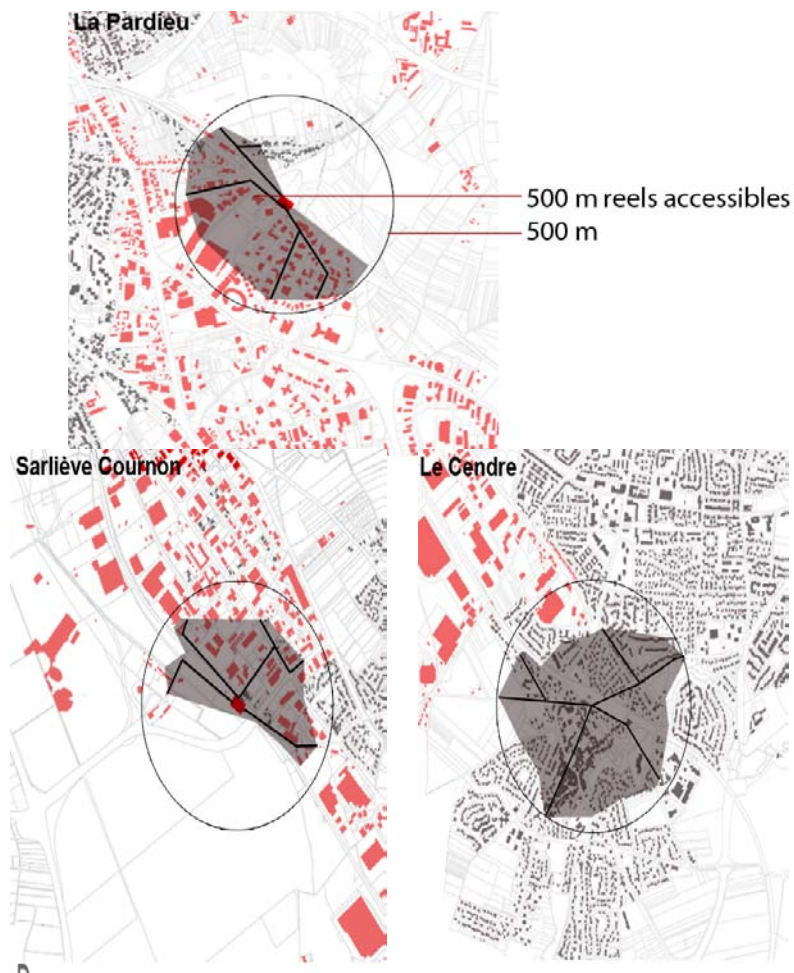 La Pardieu
500 m reels accessibles
500 m
Sarliève Cournon
Le Cendre